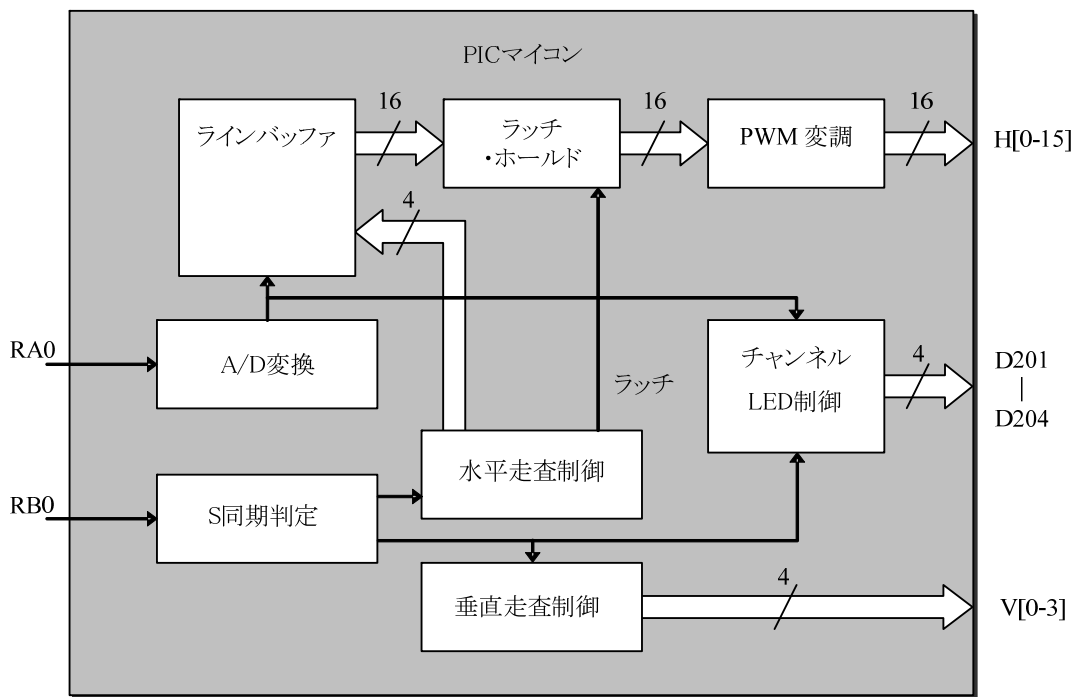 PICマイコン
16
16
16
ラインバッファ
ラッチ
・ホールド
PWM 変調
H[0-15]
4
RA0
A/D変換
ラッチ
チャンネル
LED制御
4
D201
|
D204
水平走査制御
RB0
S同期判定
垂直走査制御
4
V[0-3]